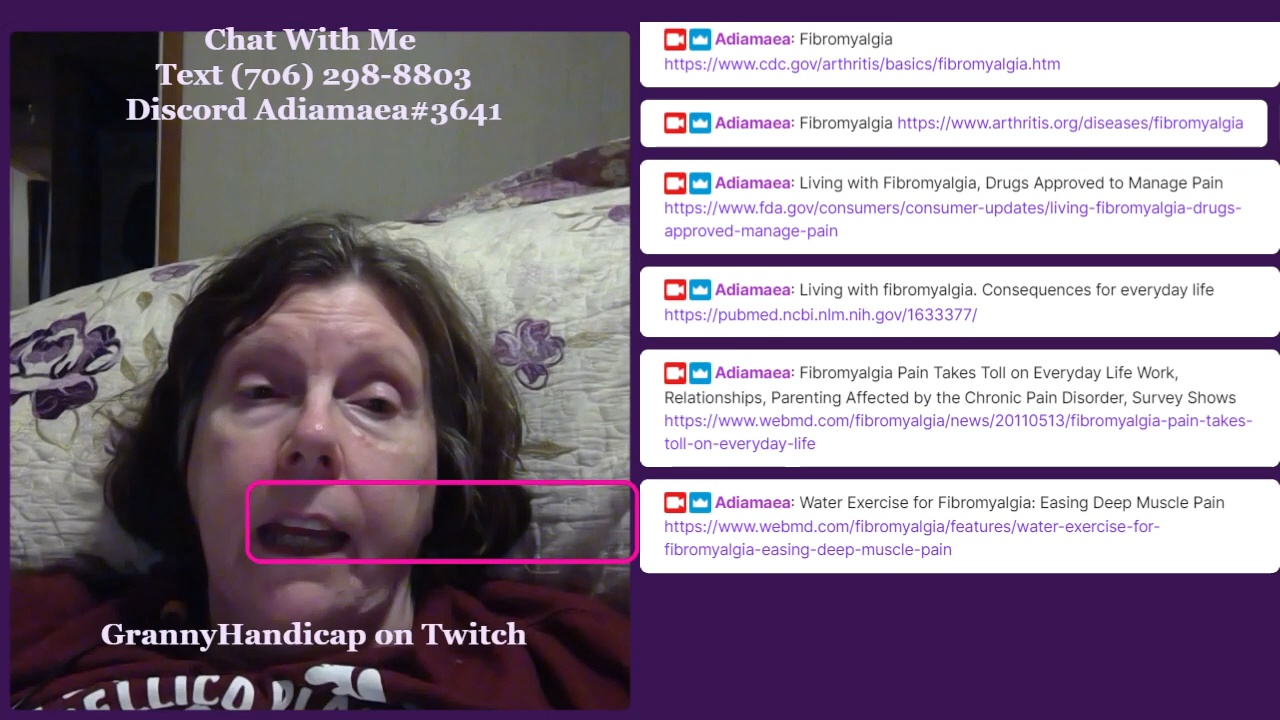 Chat With Me
Text (706) 298-8803
Discord Adiamaea#3641
GrannyHandicap on Twitch
Adiamaea: Fibromyalgia
https://www.cdc.gov/arthritis/basics/fibromyalgia.htm
Adiamaea: Fibromyalgia https://www.arthritis.org/diseases/fibromyalgia
Adiamaea: Living with Fibromyalgia, Drugs Approved to Manage Pain
https://www.fda.gov/consumers/consumer-updates/living-fibromyalgia-drugs-
approved-manage-pain
Adiamaea: Living with fibromyalgia. Consequences for everyday life
https://pubmed.ncbi.nlm.nih.gov/1633377/
Adiamaea: Fibromyalgia Pain Takes Toll on Everyday Life Work,
Relationships, Parenting Affected by the Chronic Pain Disorder, Survey Shows
https://www.webmd.com/fibromyalgia/news/20110513/fibromyalgia-pain-takes-
toll-on-everyday-life
Adiamaea: Water Exercise for Fibromyalgia: Easing Deep Muscle Pain
https://www.webmd.com/fibromyalgia/features/water-exercise-for-
fibromyalgia-easing-deep-muscle-pain